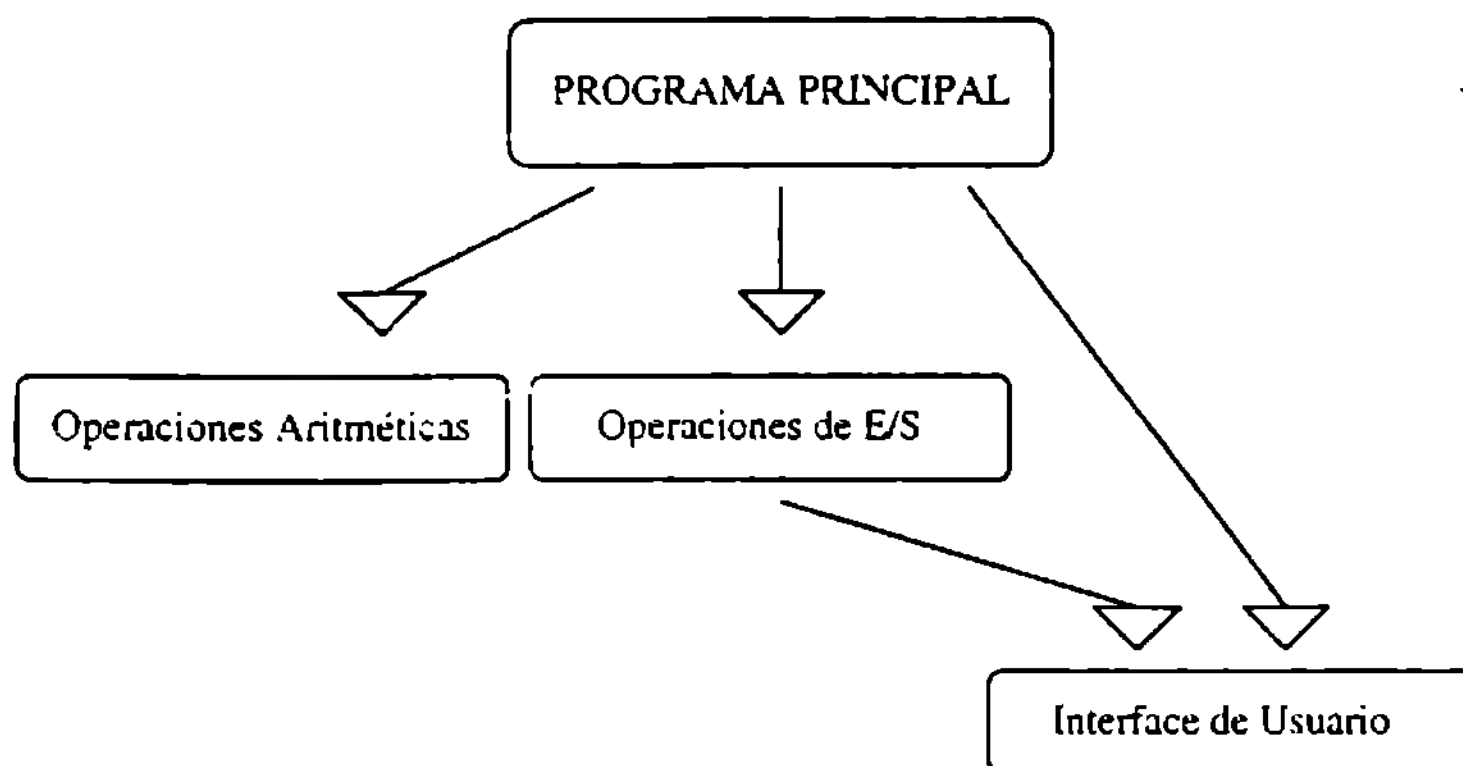 PROGRAMA PRINCIPAL
Operaciones Aritméticas
Operaciones de E/S
Interface de Usuario